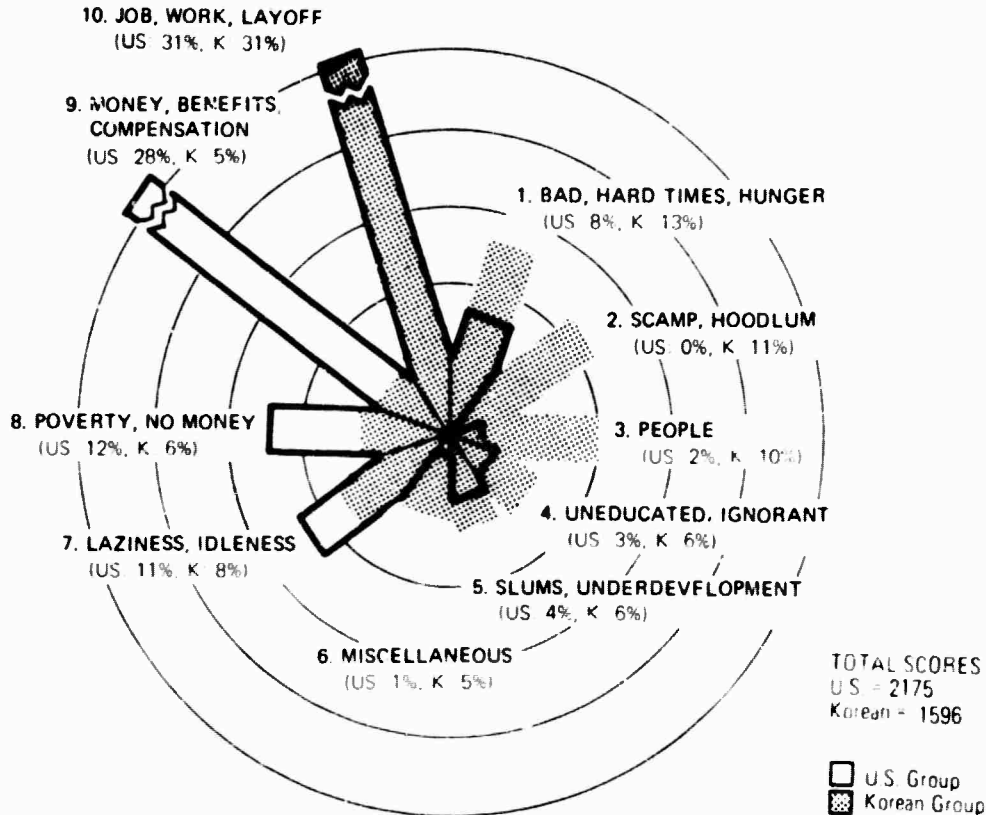 10. JOB, WORK, LAYOFF
(US 31%, K 31%)
9. MONEY, BENEFITS,
COMPENSATION
(US 28%, K 5%)
1. BAD, HARD TIMES, HUNGER
(US 8%, K 13%)
2. SCAMP, HOODLUM
(US 0%, K 11%)
3. PEOPLE
(US 2%, K 10%)
8. POVERTY, NO MONEY
(US 12%, K 6%)
4. UNEDUCATED, IGNORANT
(US 3%, K 6%)
7. LAZINESS, IDLENESS
(US 11%, K 8%)
5. SLUMS, UNDERDEVELOPMENT
(US 4%, K 6%)
6. MISCELLANEOUS
(US 1%, K 5%)
TOTAL SCORES
U S = 2175
Korean = 1596
U.S. Group
Korean Group